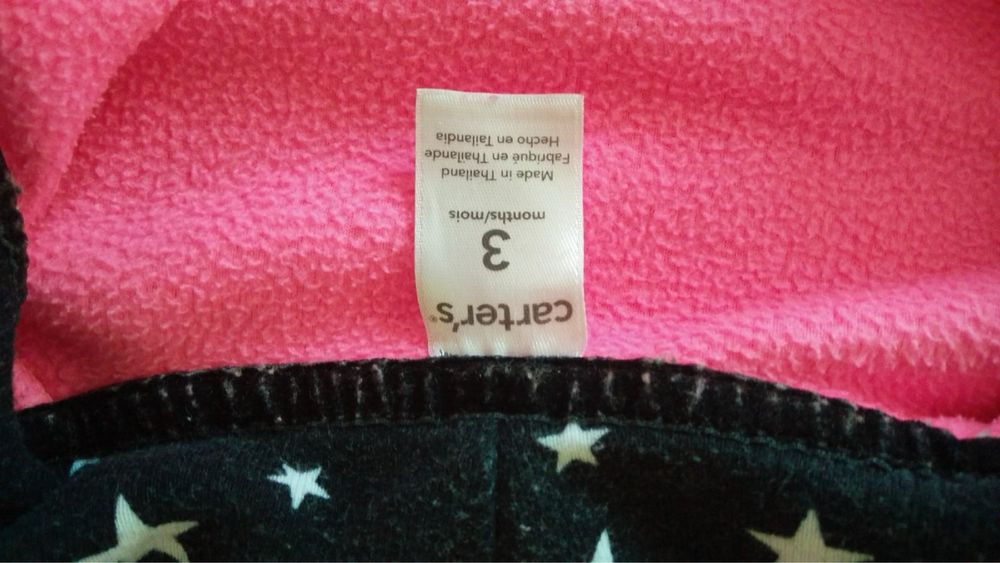 carter's®
3
months/mois
Made in Thailand
Fabriqué en Thaïlande
Hecho en Tailandia